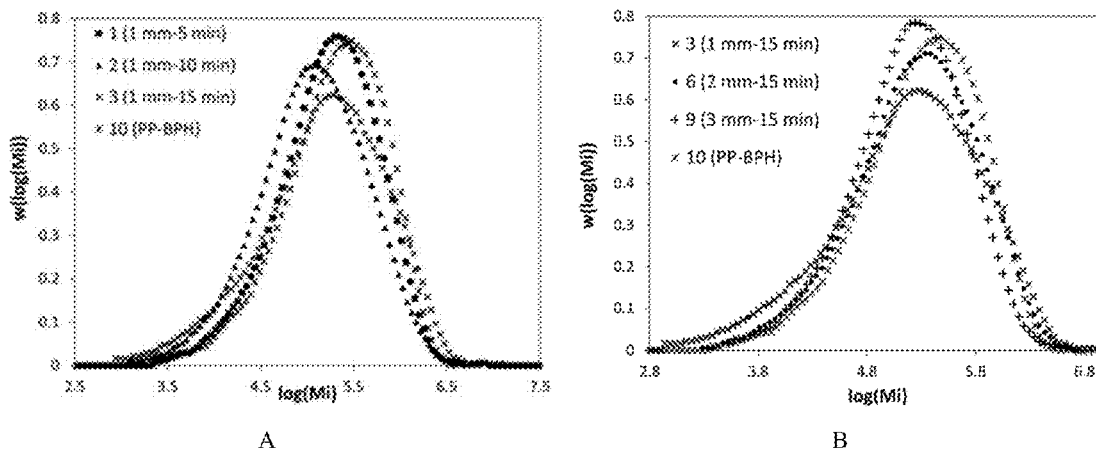 0.8
0.7
0.6
0.5
0.4
0.3
0.2
0.1
0
w(log(Mi))
1 (1 mm-5 min)
2 (1 mm-10 min)
3 (1 mm-15 min)
10 (PP-BPH)
2.5 3.5 4.5 5.5 6.5 7.5
log(Mi)
A
0.8
0.7
0.6
0.5
0.4
0.3
0.2
0.1
0
w(log(Mi))
3 (1 mm-15 min)
6 (2 mm-15 min)
9 (3 mm-15 min)
10 (PP-BPH)
2.8 3.8 4.8 5.8 6.8
log(Mi)
B